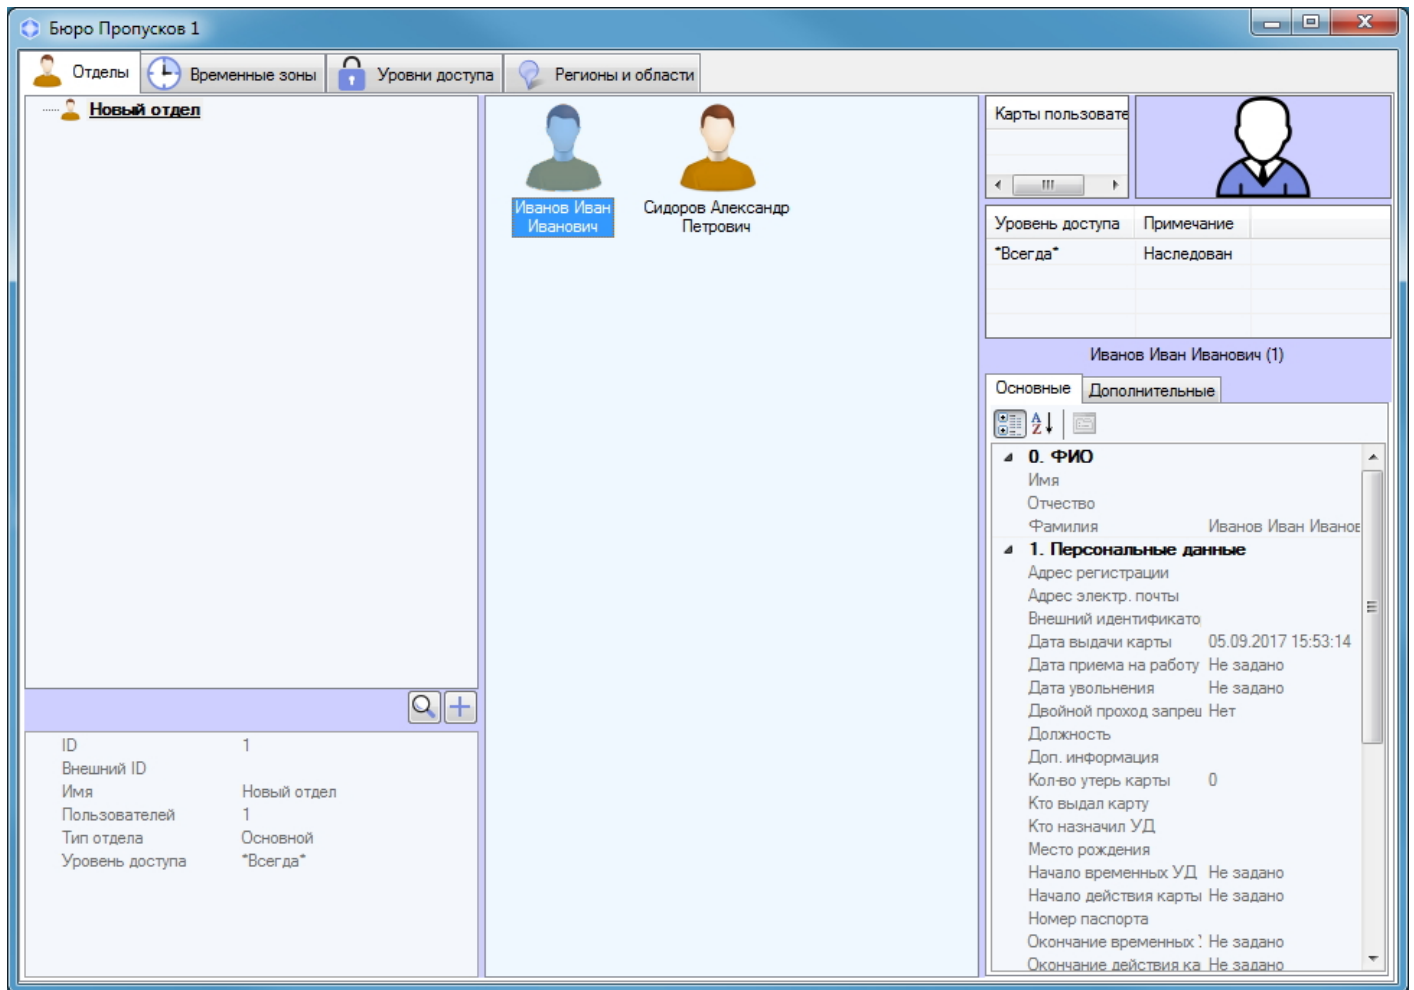 Бюро Пропусков 1
Отделы Временные зоны Уровни доступа Регионы и области
Новый отдел
Иванов Иван
Иванович
Сидоров Александр
Петрович
Карты пользовате
Уровень доступа Примечание
*Всегда* Наследован
Иванов Иван Иванович (1)
Основные Дополнительные
0. ФИО
Имя
Отчество
Фамилия Иванов Иван Иванов
1. Персональные данные
Адрес регистрации
Адрес электр. почты
Внешний идентификато
Дата выдачи карты 05.09.2017 15:53:14
Дата приема на работу Не задано
Дата увольнения Не задано
Двойной проход запрещ Нет
Должность
Доп. информация
Кол-во утерь карты 0
Кто выдал карту
Кто назначил УД
Место рождения
Начало временных УД Не задано
Начало действия карты Не задано
Номер паспорта
Окончание временных Не задано
Окончание действия ка Не задано
ID 1
Внешний ID
Имя Новый отдел
Пользователей 1
Тип отдела Основной
Уровень доступа *Всегда*